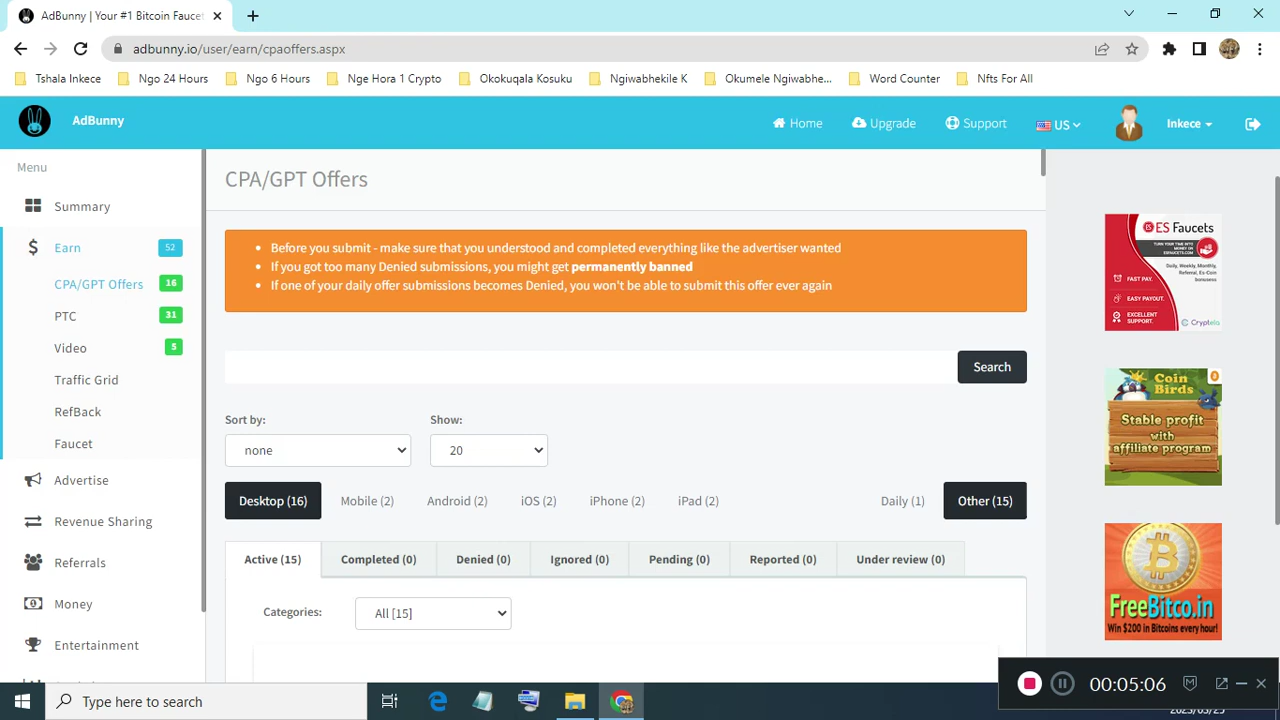 AdBunny | Your #1 Bitcoin Faucet
adbunny.io/user/earn/cpaoffers.aspx
Tshala Inkece
Ngo 24 Hours
Ngo 6 Hours
Nge Hora 1 Crypto
Okokuqala Kosuku
Ngiwabhekile K
Okumele Ngiwabhe...
Word Counter
Nfts For All
AdBunny
Home
Upgrade
Support
US
Inkece
Menu
Summary
Earn 52
CPA/GPT Offers 16
PTC 31
Video 5
Traffic Grid
RefBack
Faucet
Advertise
Revenue Sharing
Referrals
Money
Entertainment
CPA/GPT Offers
Before you submit - make sure that you understood and completed everything like the advertiser wanted
If you got too many Denied submissions, you might get permanently banned
If one of your daily offer submissions becomes Denied, you won't be able to submit this offer ever again
Search
Sort by:
Show:
none
20
Desktop (16)
Mobile (2)
Android (2)
iOS (2)
iPhone (2)
iPad (2)
Daily (1)
Other (15)
Active (15)
Completed (0)
Denied (0)
Ignored (0)
Pending (0)
Reported (0)
Under review (0)
Categories:
All [15]
ES Faucets
TURN YOUR TIME INTO
FAST PAY.
EASY PAYOUT.
EXCELLENT
SUPPORT.
Coin
Birds
Stable profit
with
affiliate program
FreeBitco.in
Win $200 in Bitcoins every hour!
00:05:06
Type here to search